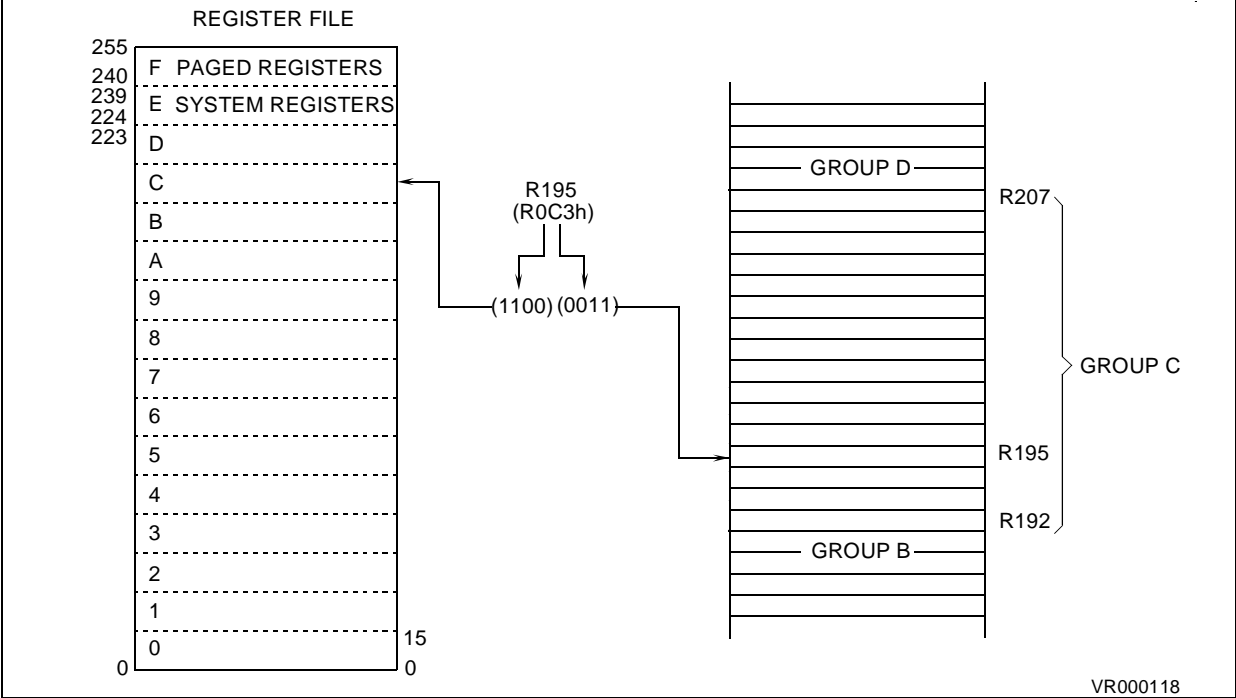 REGISTER FILE
255
240
239
224
223
F PAGED REGISTERS
E SYSTEM REGISTERS
D
C
B
A
9
8
7
6
5
4
3
2
1
0
15
0
0
R195
(R0C3h)
(1100) (0011)
GROUP D
R207
GROUP C
R195
R192
GROUP B
VR000118